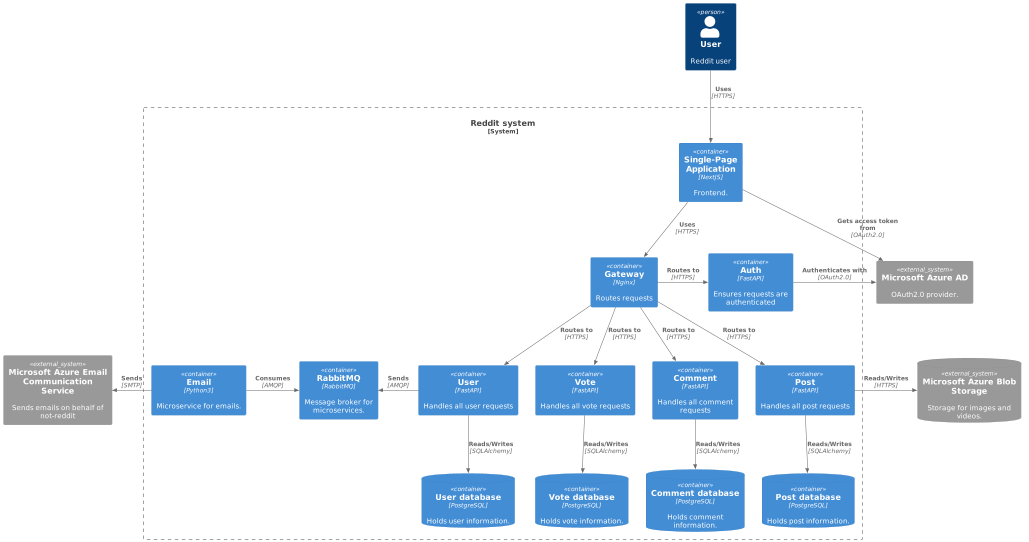 «person»
User
Reddit user
Uses
[HTTPS]
Reddit system
[System]
«container»
Single-Page
Application
[NextJS]
Frontend.
Uses
[HTTPS]
Gets access token
from
[OAuth2.0]
«container»
Gateway
[Nginx]
Routes requests
Routes to
[HTTPS]
«container»
Auth
[FastAPI]
Ensures requests are
authenticated
Authenticates with
[OAuth2.0]
«external_system»
Microsoft Azure AD
OAuth2.0 provider.
Routes to
[HTTPS]
Routes to
[HTTPS]
Routes to
[HTTPS]
Routes to
[HTTPS]
«external_system»
Microsoft Azure Email
Communication
Service
Sends emails on behalf of
not-reddit
Sends
[SMTP]
«container»
Email
[Python3]
Microservice for emails.
Consumes
[AMQP]
«container»
RabbitMQ
[RabbitMQ]
Message broker for
microservices.
Sends
[AMQP]
«container»
User
[FastAPI]
Handles all user requests
«container»
Vote
[FastAPI]
Handles all vote requests
«container»
Comment
[FastAPI]
Handles all comment
requests
«container»
Post
[FastAPI]
Handles all post requests
Reads/Writes
[HTTPS]
«external_system»
Microsoft Azure Blob
Storage
Storage for images and
videos.
Reads/Writes
[SQLAlchemy]
Reads/Writes
[SQLAlchemy]
Reads/Writes
[SQLAlchemy]
Reads/Writes
[SQLAlchemy]
«container»
User database
[PostgreSQL]
Holds user information.
«container»
Vote database
[PostgreSQL]
Holds vote information.
«container»
Comment database
[PostgreSQL]
Holds comment
information.
«container»
Post database
[PostgreSQL]
Holds post information.